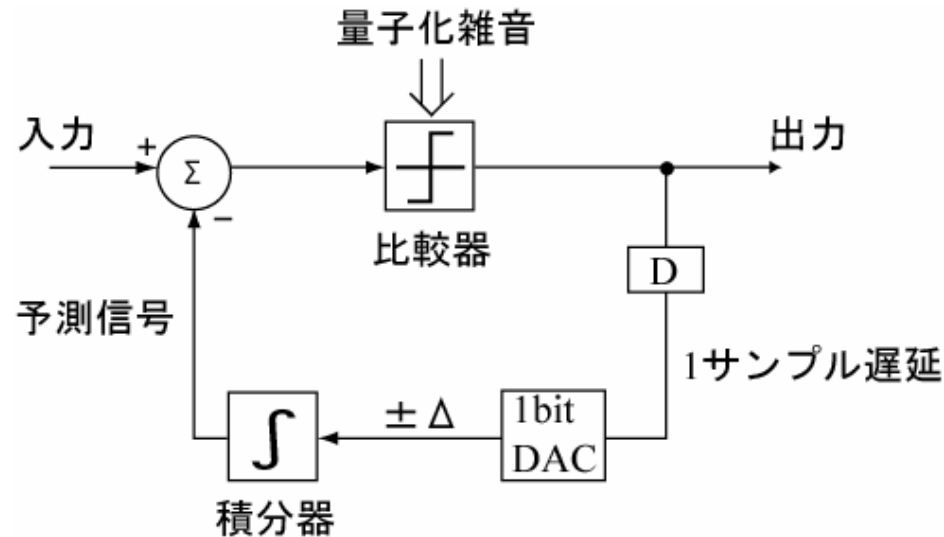 量子化雑音
入力
+
Σ
−
出力
比較器
D
予測信号
1サンプル遅延
±Δ
1bit
DAC
∫
積分器